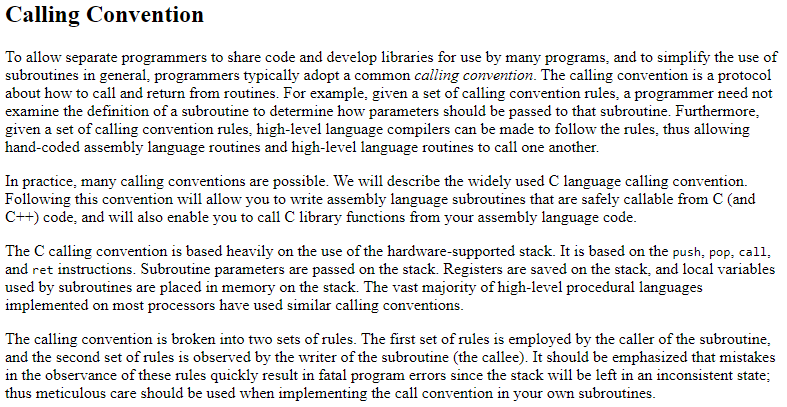 Calling Convention
To allow separate programmers to share code and develop libraries for use by many programs, and to simplify the use of
subroutines in general, programmers typically adopt a common calling convention. The calling convention is a protocol
about how to call and return from routines. For example, given a set of calling convention rules, a programmer need not
examine the definition of a subroutine to determine how parameters should be passed to that subroutine. Furthermore,
given a set of calling convention rules, high-level language compilers can be made to follow the rules, thus allowing
hand-coded assembly language routines and high-level language routines to call one another.
In practice, many calling conventions are possible. We will describe the widely used C language calling convention.
Following this convention will allow you to write assembly language subroutines that are safely callable from C (and
C++) code, and will also enable you to call C library functions from your assembly language code.
The C calling convention is based heavily on the use of the hardware-supported stack. It is based on the push, pop, call,
and ret instructions. Subroutine parameters are passed on the stack. Registers are saved on the stack, and local variables
used by subroutines are placed in memory on the stack. The vast majority of high-level procedural languages
implemented on most processors have used similar calling conventions.
The calling convention is broken into two sets of rules. The first set of rules is employed by the caller of the subroutine,
and the second set of rules is observed by the writer of the subroutine (the callee). It should be emphasized that mistakes
in the observance of these rules quickly result in fatal program errors since the stack will be left in an inconsistent state;
thus meticulous care should be used when implementing the call convention in your own subroutines.